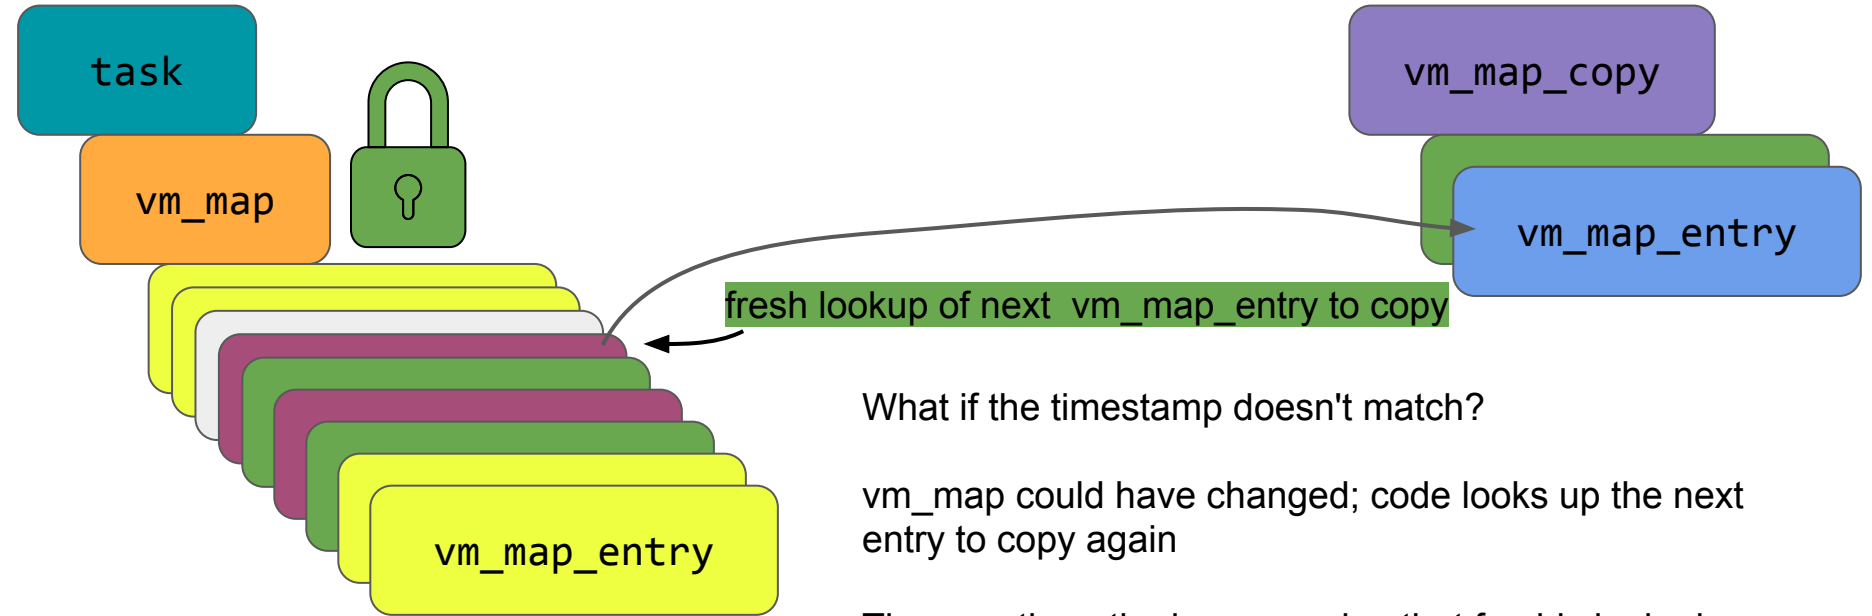 task
vm_map_copy
vm_map
vm_map_entry
fresh lookup of next vm_map_entry to copy
What if the timestamp doesn't match?
vm_map could have changed; code looks up the next
entry to copy again
vm_map_entry